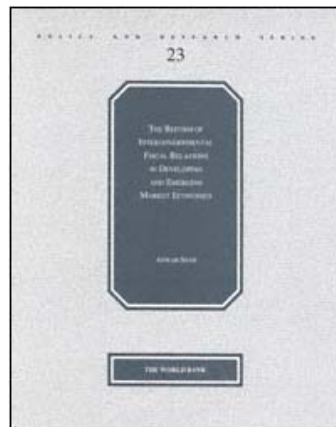 POLICY AND RESEARCH SERIES
23
THE REFORM OF
INTERGOVERNMENTAL
FISCAL RELATIONS
IN DEVELOPING
AND EMERGING
MARKET ECONOMIES
ANWAR SHAH
THE WORLD BANK